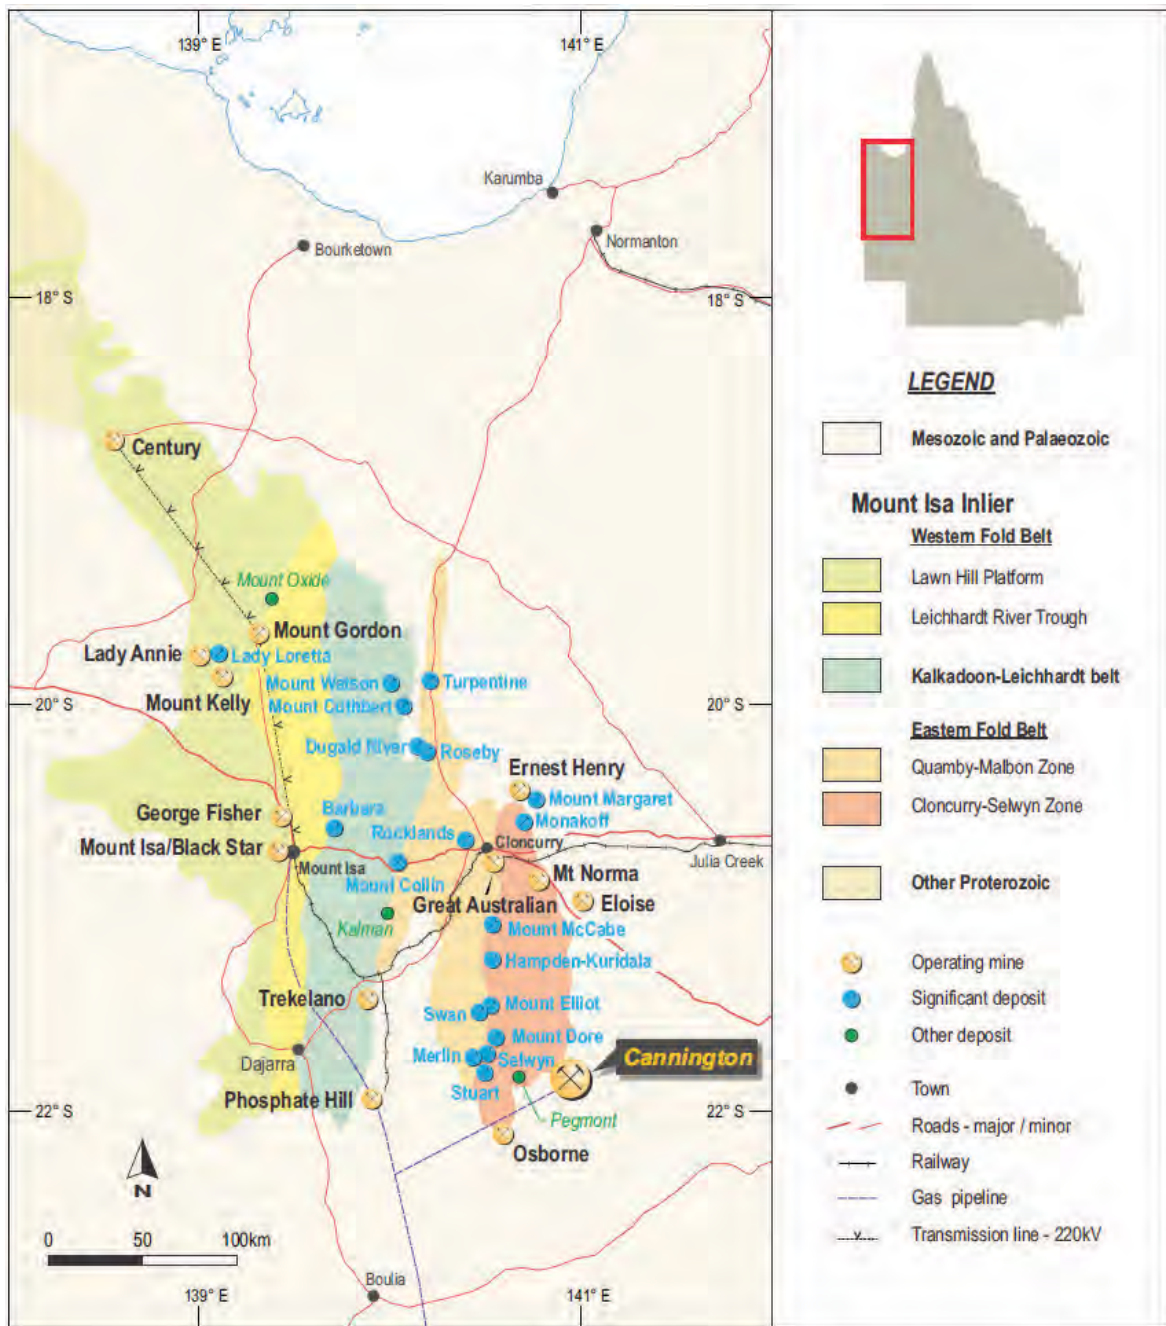 139° E
141° E
Karumba
Normanton
Bourketown
18° S
18° S
Century
Mount Oxide
Mount Gordon
Lady Annie
Lady Loretta
Mount Kelly
Mount Watson
Turpentine
Mount Cuthbert
20° S
20° S
Dugald River
Roseby
Ernest Henry
Mount Margaret
George Fisher
Barbara
Monakoff
Rocklands
Cloncurry
Mount Isa/Black Star
Mount Isa
Julia Creek
Mount Collin
Mt Norma
Great Australian
Eloise
Kalman
Mount McCabe
Hampden-Kuridala
Trekelano
Mount Elliot
Swan
Mount Dore
Dajarra
Merlin
Selwyn
Cannington
Stuart
Phosphate Hill
22° S
22° S
Pegmont
Osborne
N
0 50 100km
Boulia
139° E
141° E
LEGEND
Mesozoic and Palaeozoic
Mount Isa Inlier
Western Fold Belt
Lawn Hill Platform
Leichhardt River Trough
Kalkadoon-Leichhardt belt
Eastern Fold Belt
Quamby-Malbon Zone
Cloncurry-Selwyn Zone
Other Proterozoic
Operating mine
Significant deposit
Other deposit
Town
Roads - major / minor
Railway
Gas pipeline
Transmission line - 220kV